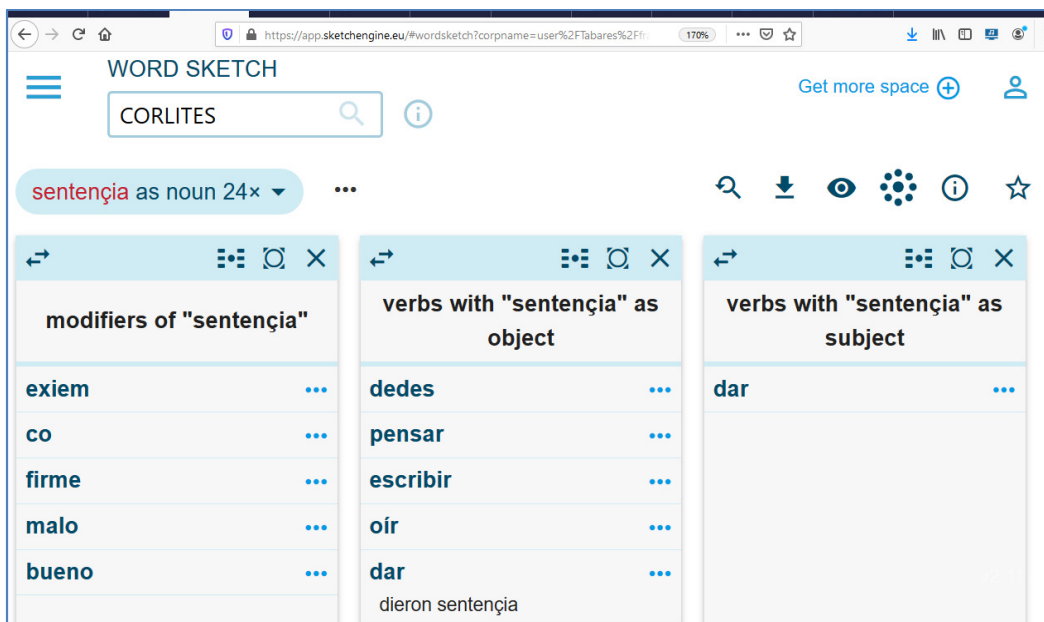 https://app.sketchengine.eu/#wordsketch?corpname=user%2FTabares%2Ffr
170%
WORD SKETCH
CORLITES
Get more space
sentençia as noun 24×
modifiers of "sentençia"
exiem
co
firme
malo
bueno
verbs with "sentençia" as
object
dedes
pensar
escribir
oír
dar
dieron sentençia
verbs with "sentençia" as
subject
dar